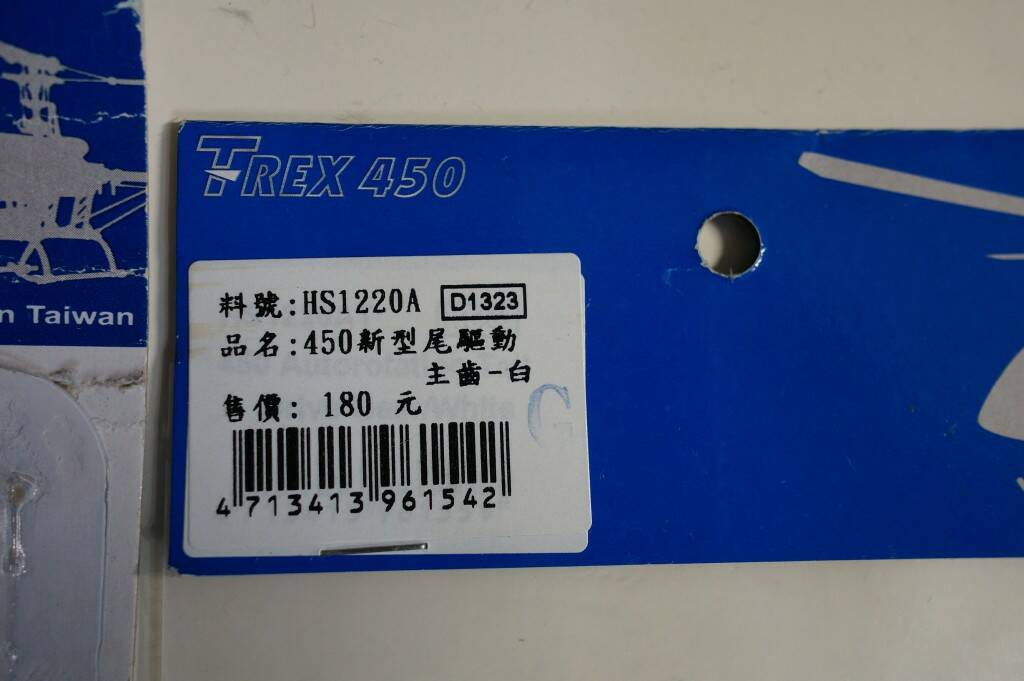 T-REX 450
n Taiwan
料號:HS1220A D1323
品名:450新型尾驅動
主齒-白
售價: 180 元
4 713413 961542